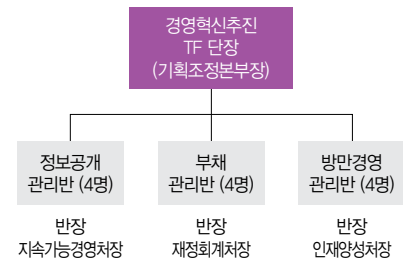 경영혁신추진
TF 단장
(기획조정본부장)
정보공개
관리반 (4명)
부채
관리반 (4명)
방만경영
관리반 (4명)
반장
지속가능경영처장
반장
재정회계처장
반장
인재양성처장